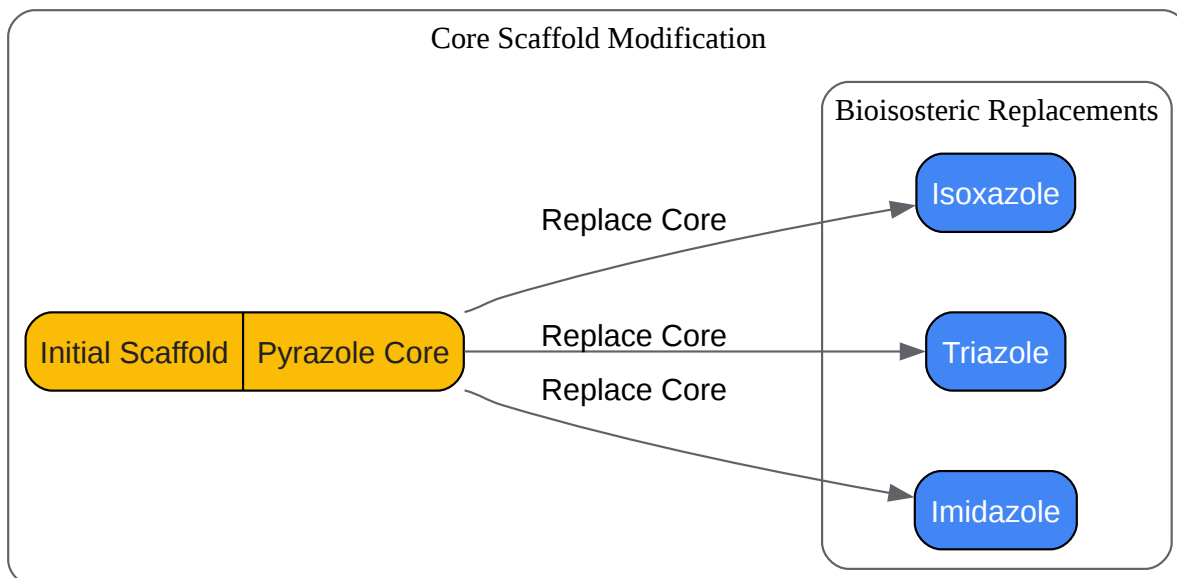 Core Scaffold Modification
Bioisosteric Replacements
Isoxazole
Replace Core
Initial Scaffold
Pyrazole Core
Replace Core
Triazole
Replace Core
Imidazole